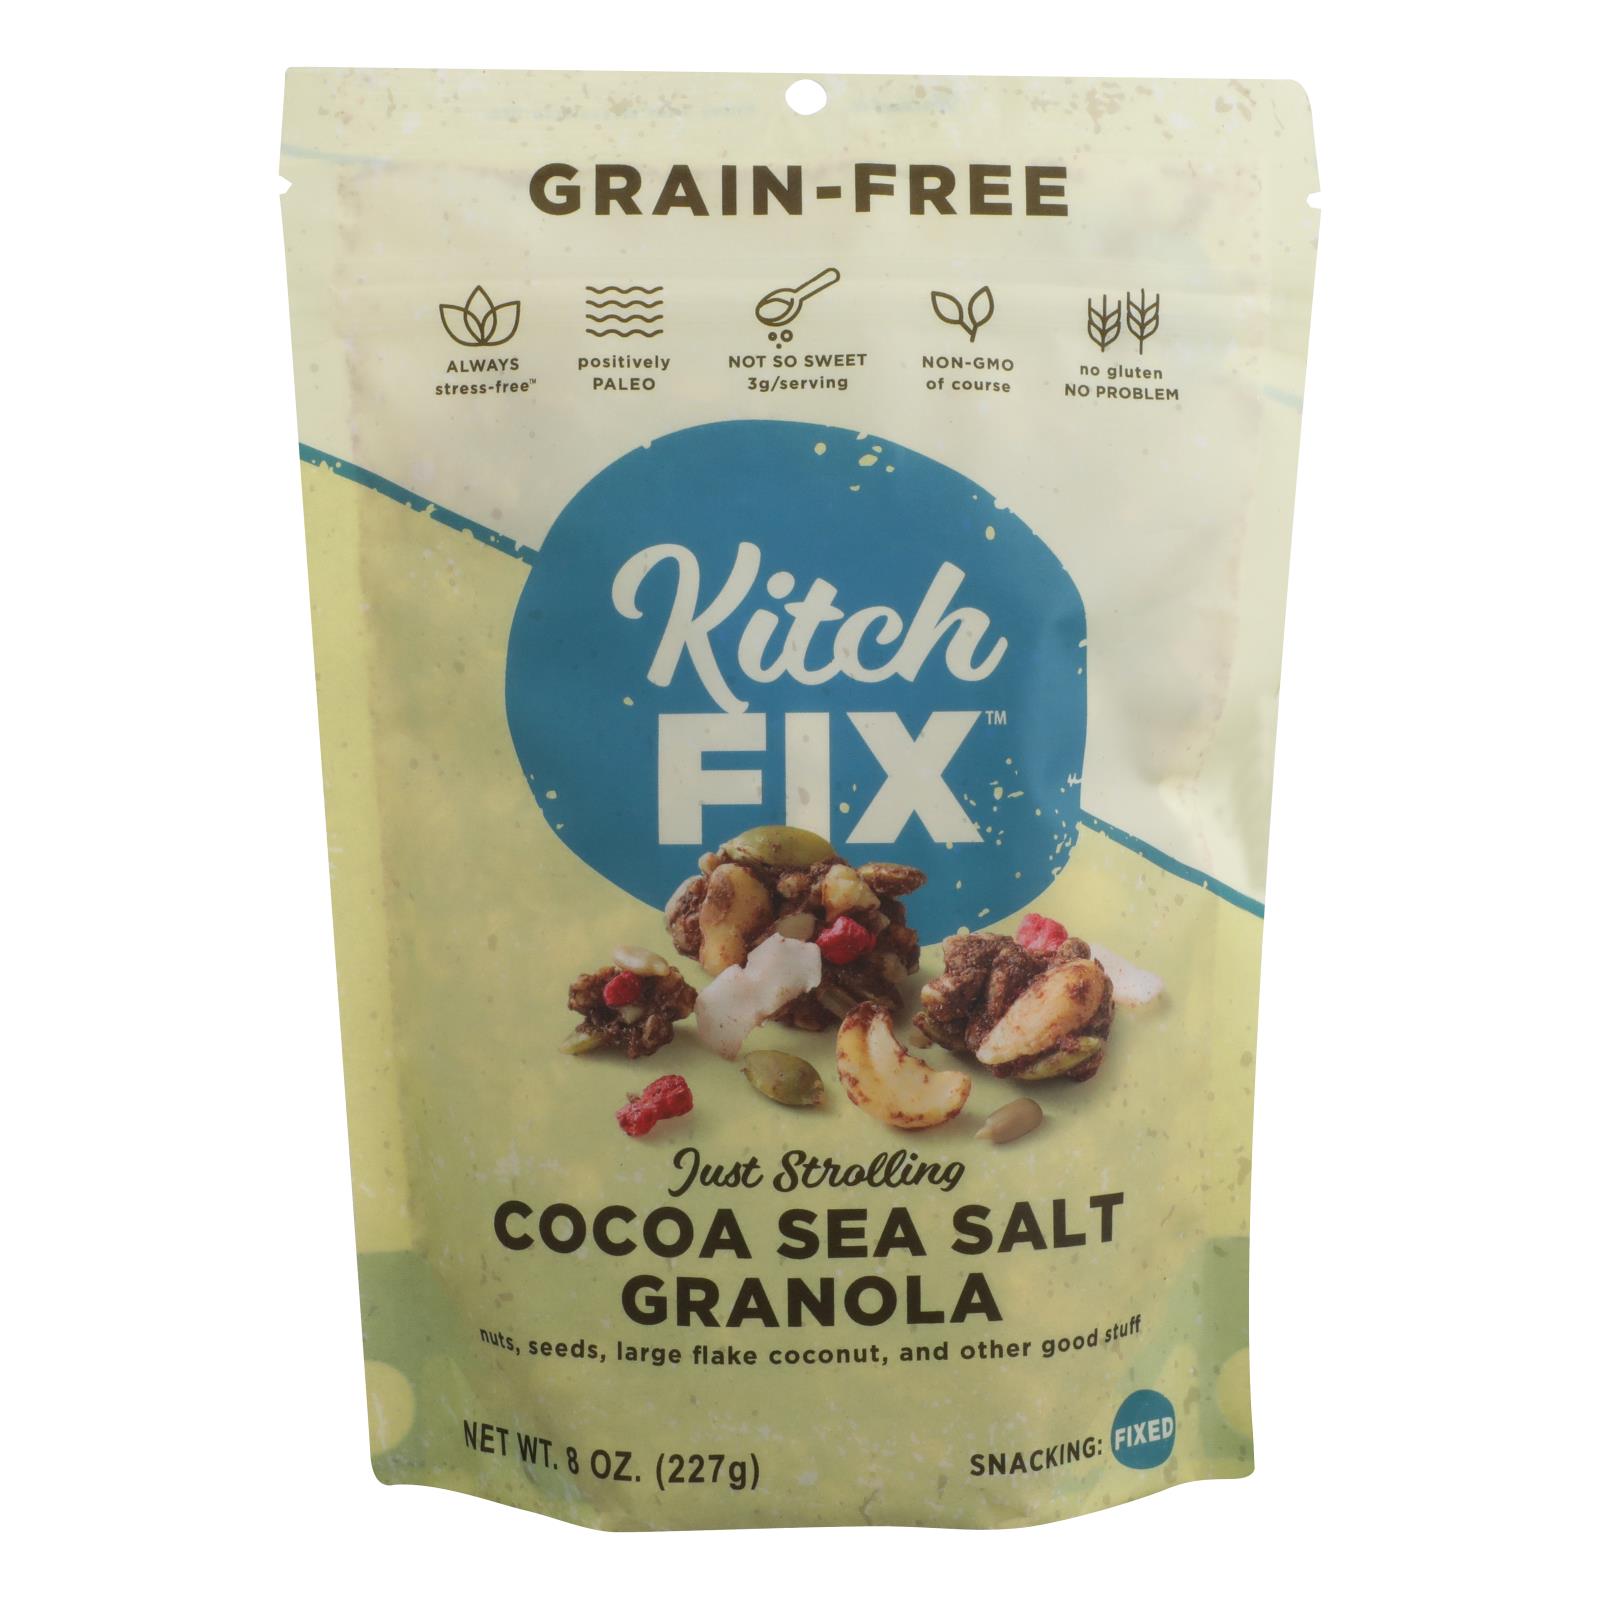 GRAIN-FREE
ALWAYS
stress-free™
positively
PALEO
NOT SO SWEET
3g/serving
NON-GMO
of course
no gluten
NO PROBLEM
Kitch
FIX™
Just Strolling
COCOA SEA SALT
GRANOLA
nuts, seeds, large flake coconut, and other good stuff
NET WT. 8 OZ. (227g)
SNACKING: FIXED